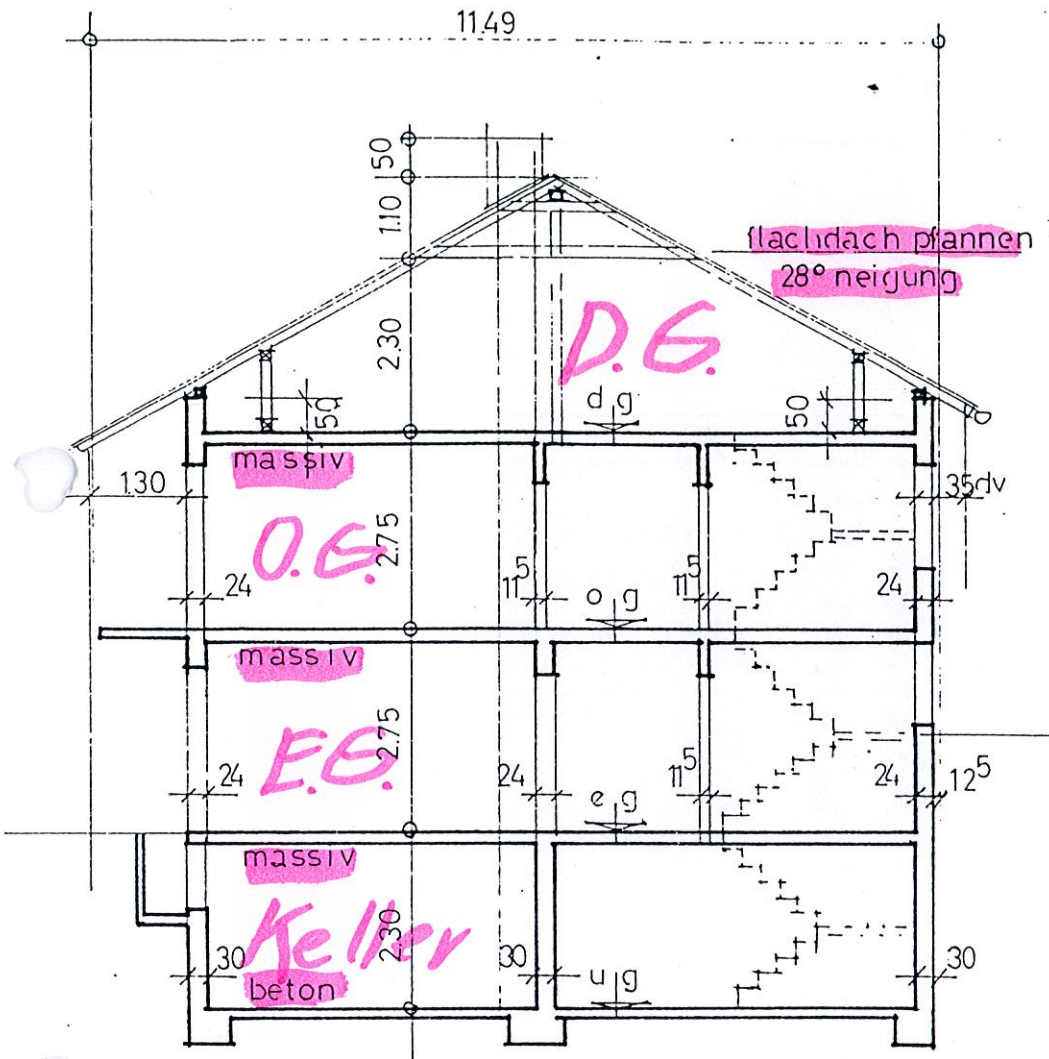 11.49
50
1.10
flachdach pfannen
28° neigung
2.30
D.G.
50
d g
50
massiv
1.30
35dv
O.G.
2.75
24
11⁵
o g
11⁵
24
massiv
E.G.
2.75
24
24
e g
11⁵
24
12⁵
massiv
Keller
2.30
30
30
u g
30
beton